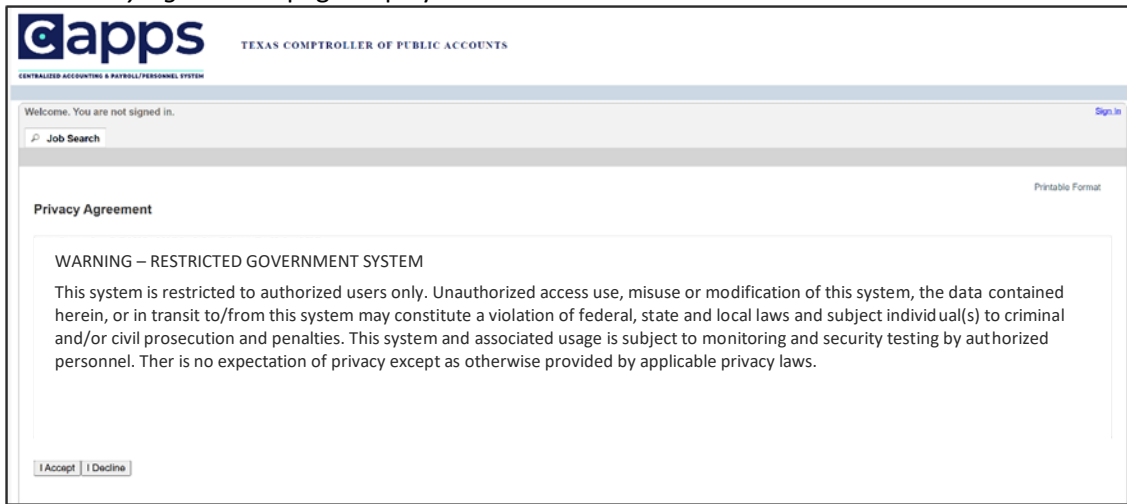 capps
TEXAS COMPTROLLER OF PUBLIC ACCOUNTS
CENTRALIZED ACCOUNTING & PAYROLL/PERSONNEL SYSTEM
Welcome. You are not signed in.
Sign In
Job Search
Printable Format
Privacy Agreement
WARNING – RESTRICTED GOVERNMENT SYSTEM
This system is restricted to authorized users only. Unauthorized access use, misuse or modification of this system, the data contained
herein, or in transit to/from this system may constitute a violation of federal, state and local laws and subject individual(s) to criminal
and/or civil prosecution and penalties. This system and associated usage is subject to monitoring and security testing by authorized
personnel. Ther is no expectation of privacy except as otherwise provided by applicable privacy laws.
I Accept I Decline